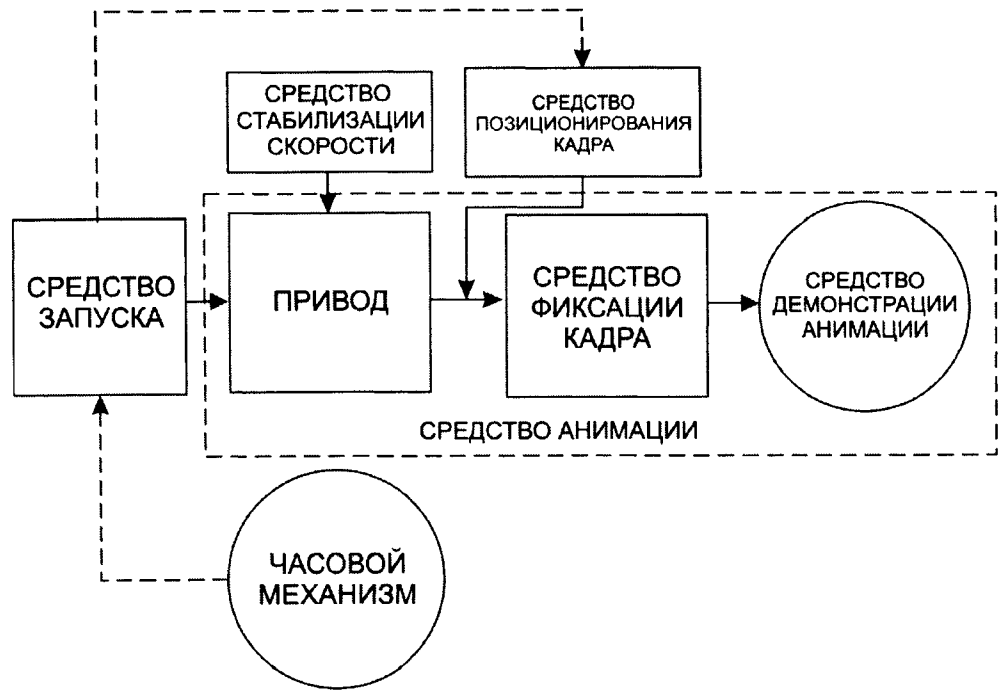 СРЕДСТВО
СТАБИЛИЗАЦИИ
СКОРОСТИ
СРЕДСТВО
ПОЗИЦИОНИРОВАНИЯ
КАДРА
СРЕДСТВО
ЗАПУСКА
ПРИВОД
СРЕДСТВО
ФИКСАЦИИ
КАДРА
СРЕДСТВО
ДЕМОНСТРАЦИИ
АНИМАЦИИ
СРЕДСТВО АНИМАЦИИ
ЧАСОВОЙ
МЕХАНИЗМ